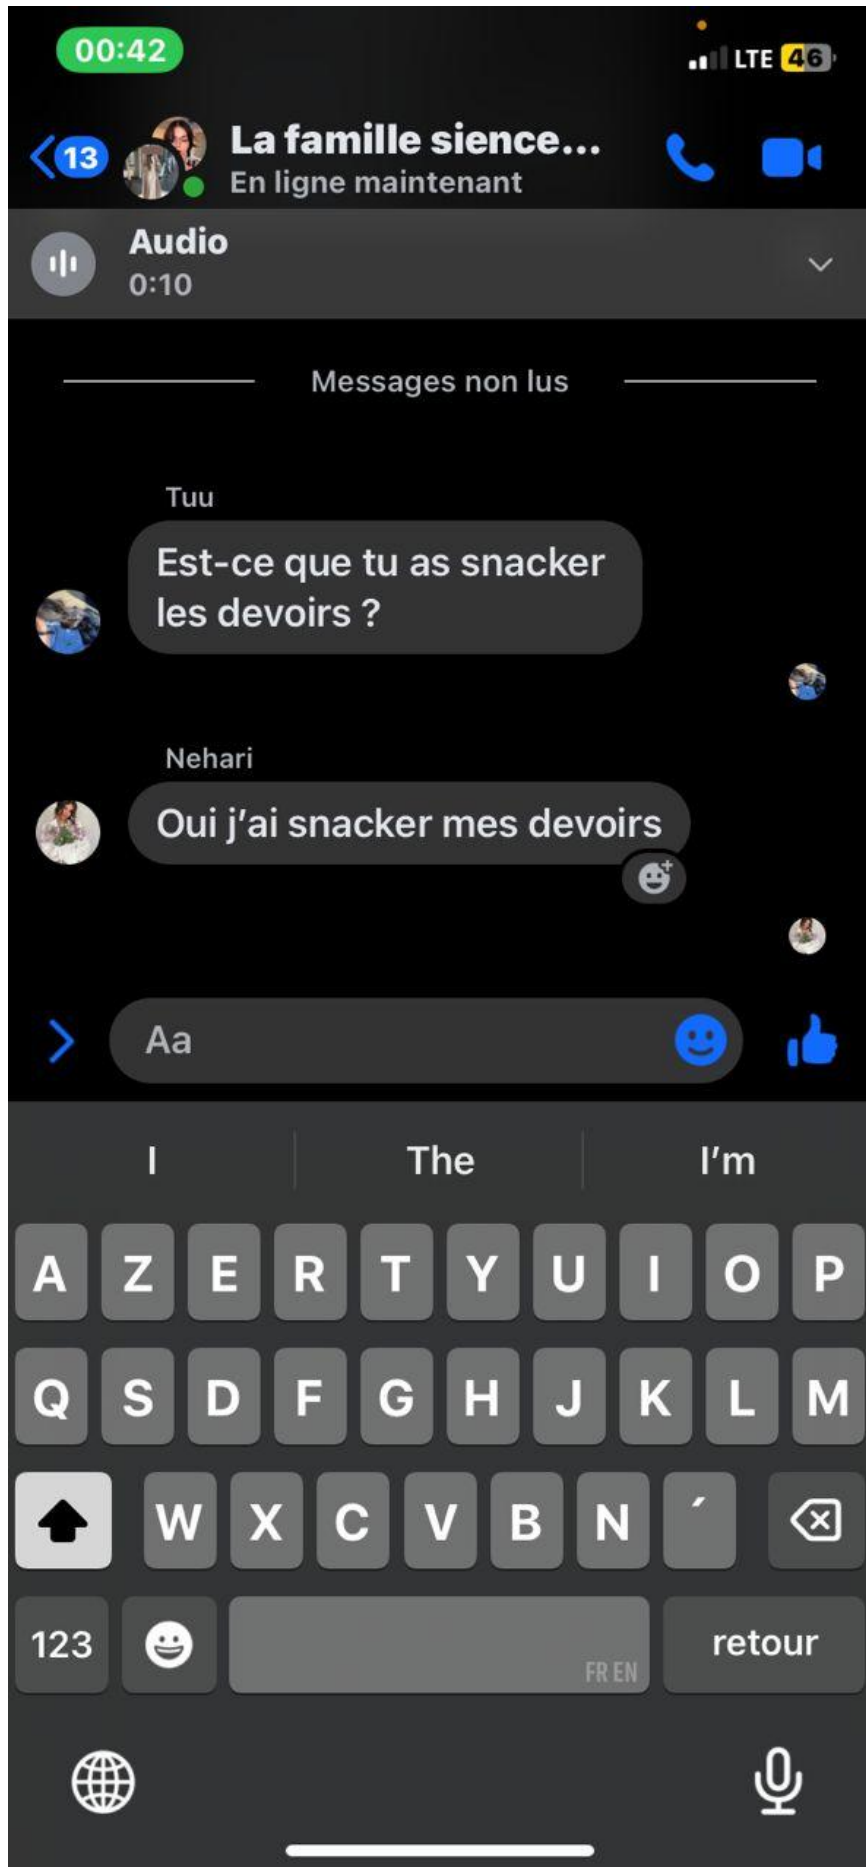 00:42
LTE 46
13
La famille sience...
En ligne maintenant
Audio
0:10
Messages non lus
Tuu
Est-ce que tu as snacker
les devoirs ?
Nehari
Oui j’ai snacker mes devoirs
Aa
I The I’m
A Z E R T Y U I O P
Q S D F G H J K L M
W X C V B N ´
123 FR EN retour